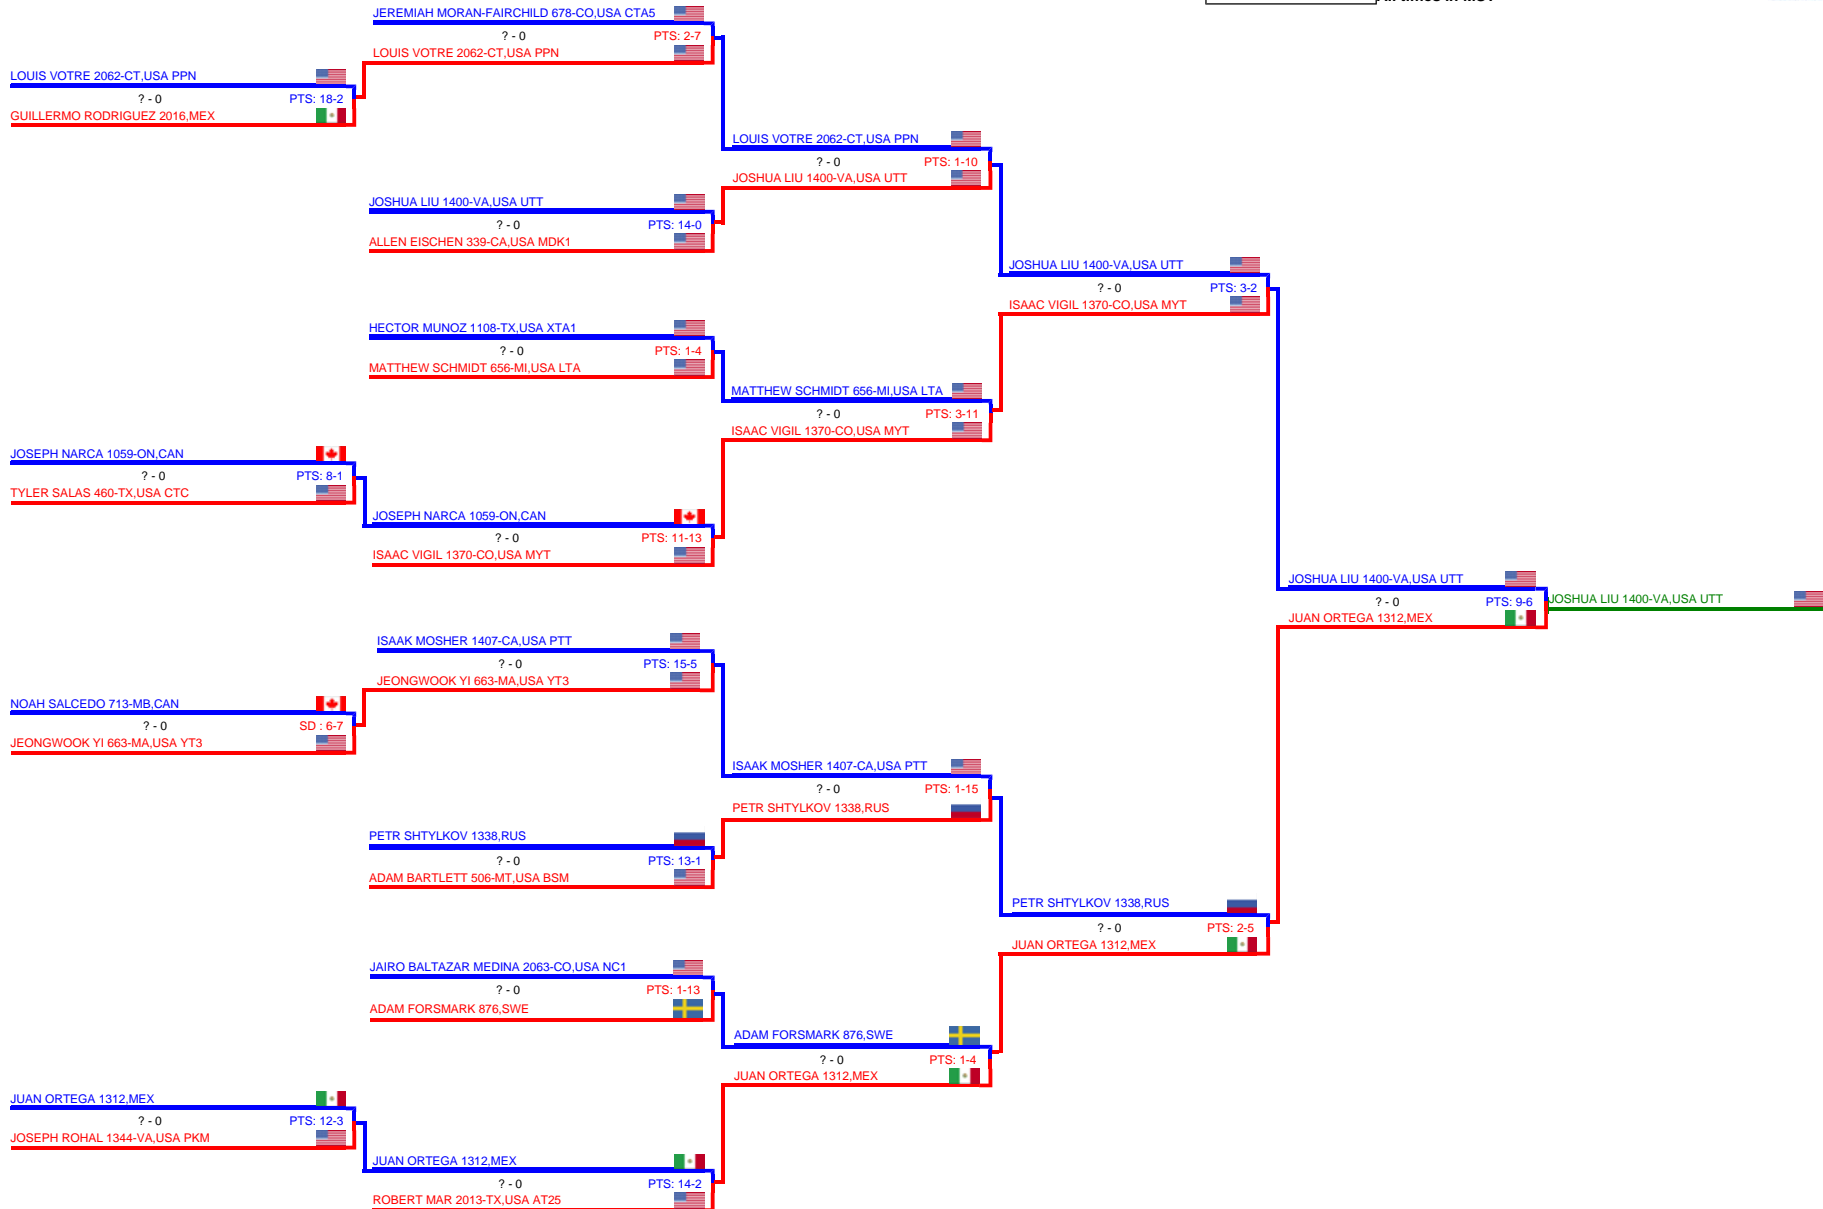 JEREMIAH MORAN-FAIRCHILD 678-CO,USA CTA5
? - 0
PTS: 2-7
LOUIS VOTRE 2062-CT,USA PPN
LOUIS VOTRE 2062-CT,USA PPN
? - 0
PTS: 18-2
GUILLERMO RODRIGUEZ 2016,MEX
LOUIS VOTRE 2062-CT,USA PPN
? - 0
PTS: 1-10
JOSHUA LIU 1400-VA,USA UTT
JOSHUA LIU 1400-VA,USA UTT
? - 0
PTS: 14-0
ALLEN EISCHEN 339-CA,USA MDK1
JOSHUA LIU 1400-VA,USA UTT
? - 0
PTS: 3-2
ISAAC VIGIL 1370-CO,USA MYT
HECTOR MUNOZ 1108-TX,USA XTA1
? - 0
PTS: 1-4
MATTHEW SCHMIDT 656-MI,USA LTA
MATTHEW SCHMIDT 656-MI,USA LTA
? - 0
PTS: 3-11
ISAAC VIGIL 1370-CO,USA MYT
JOSEPH NARCA 1059-ON,CAN
? - 0
PTS: 8-1
TYLER SALAS 460-TX,USA CTC
JOSEPH NARCA 1059-ON,CAN
? - 0
PTS: 11-13
ISAAC VIGIL 1370-CO,USA MYT
JOSHUA LIU 1400-VA,USA UTT
? - 0
PTS: 9-6
JUAN ORTEGA 1312,MEX
JOSHUA LIU 1400-VA,USA UTT
ISAAK MOSHER 1407-CA,USA PTT
? - 0
PTS: 15-5
JEONGWOOK YI 663-MA,USA YT3
NOAH SALCEDO 713-MB,CAN
? - 0
SD : 6-7
JEONGWOOK YI 663-MA,USA YT3
ISAAK MOSHER 1407-CA,USA PTT
? - 0
PTS: 1-15
PETR SHTYLKOV 1338,RUS
PETR SHTYLKOV 1338,RUS
? - 0
PTS: 13-1
ADAM BARTLETT 506-MT,USA BSM
PETR SHTYLKOV 1338,RUS
? - 0
PTS: 2-5
JUAN ORTEGA 1312,MEX
JAIRO BALTAZAR MEDINA 2063-CO,USA NC1
? - 0
PTS: 1-13
ADAM FORSMARK 876,SWE
ADAM FORSMARK 876,SWE
? - 0
PTS: 1-4
JUAN ORTEGA 1312,MEX
JUAN ORTEGA 1312,MEX
? - 0
PTS: 12-3
JOSEPH ROHAL 1344-VA,USA PKM
JUAN ORTEGA 1312,MEX
? - 0
PTS: 14-2
ROBERT MAR 2013-TX,USA AT25